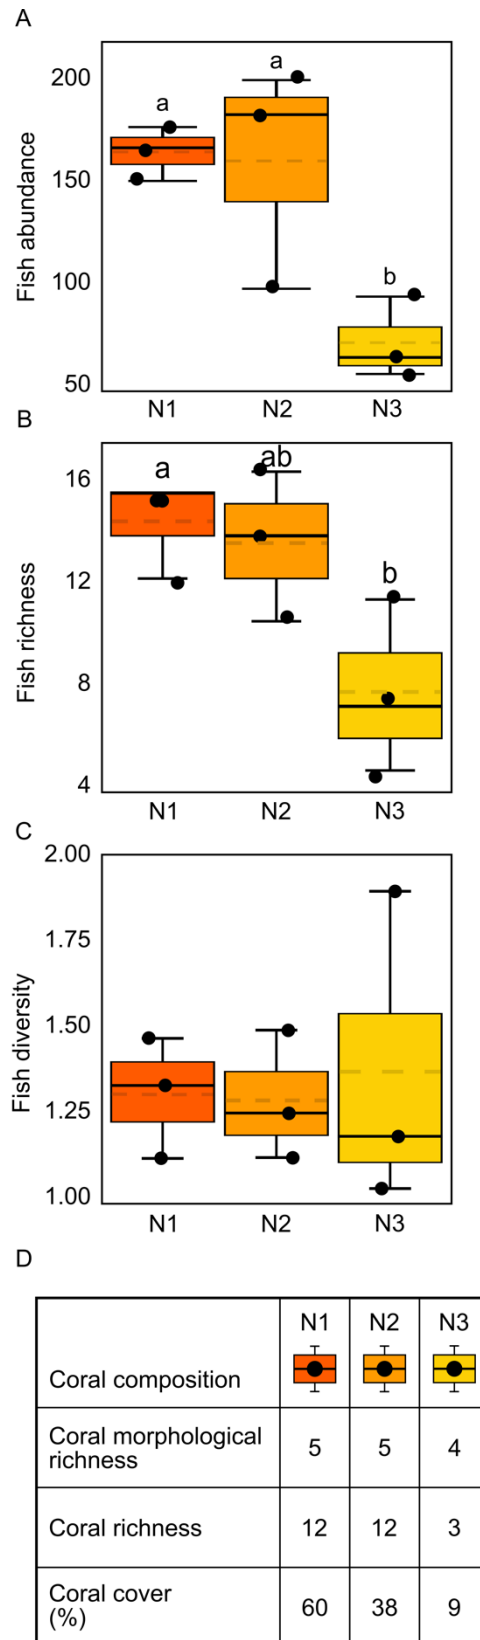 A
Fish abundance
200
150
100
50
a
a
b
N1 N2 N3
B
Fish richness
16
12
8
4
a
ab
b
N1 N2 N3
C
Fish diversity
2.00
1.75
1.50
1.25
1.00
N1 N2 N3
D
N1 N2 N3
Coral composition
Coral morphological
richness
5 5 4
Coral richness 12 12 3
Coral cover
(%)
60 38 9